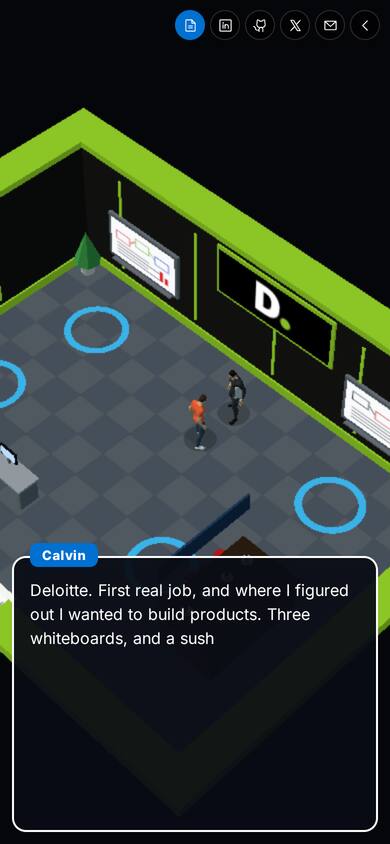 D.
Calvin
Deloitte. First real job, and where I figured
out I wanted to build products. Three
whiteboards, and a sush